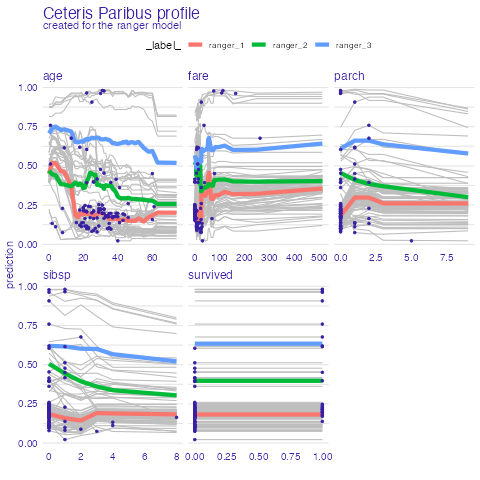 Ceteris Paribus profile
created for the ranger model
_label_ ranger_1 ranger_2 ranger_3
age fare parch
1.00
0.75
0.50
0.25
0.00
0 20 40 60 0 100 200 300 400 500 0.0 2.5 5.0 7.5
prediction
sibsp survived
1.00
0.75
0.50
0.25
0.00
0 2 4 6 8 0.00 0.25 0.50 0.75 1.00